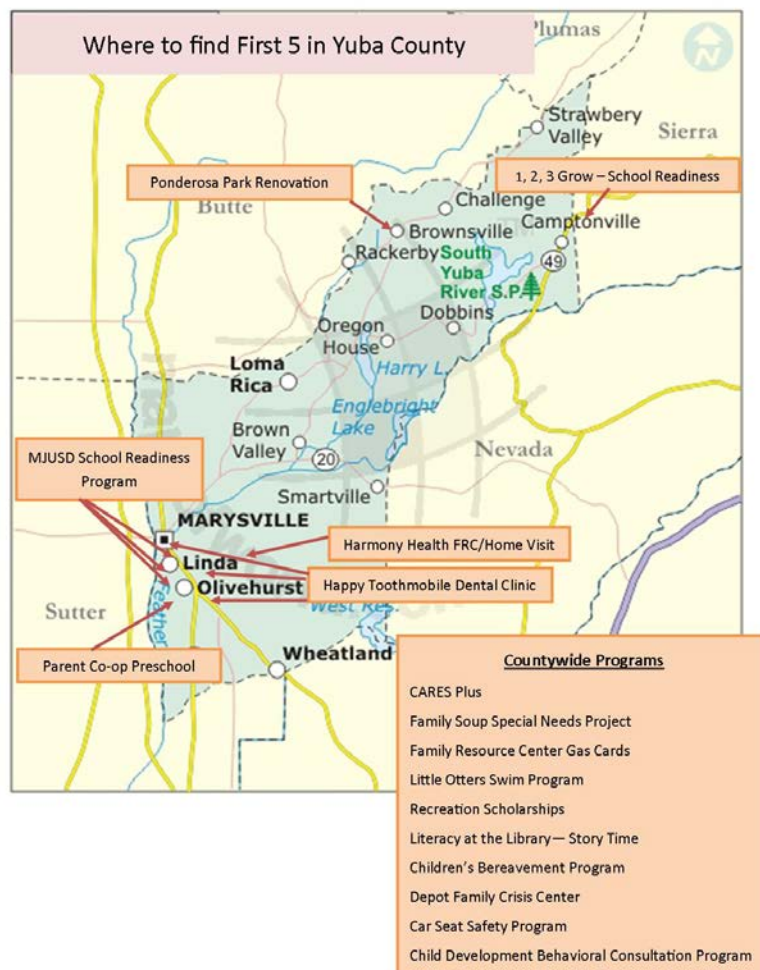 Where to find First 5 in Yuba County
Plumas
N
Strawbery
Valley
Sierra
Ponderosa Park Renovation
1, 2, 3 Grow – School Readiness
Butte
Challenge
Camptonville
Brownsville
Rackerby
South
Yuba
River S.P.
49
Dobbins
Oregon
House
Loma
Rica
Harry L.
Englebright
Lake
Brown
Valley
20
Nevada
MJUSD School Readiness
Program
Smartville
MARYSVILLE
Harmony Health FRC/Home Visit
Linda
Happy Toothmobile Dental Clinic
Olivehurst
West Res.
Sutter
Feather
Parent Co-op Preschool
Wheatland
Countywide Programs
CARES Plus
Family Soup Special Needs Project
Family Resource Center Gas Cards
Little Otters Swim Program
Recreation Scholarships
Literacy at the Library— Story Time
Children’s Bereavement Program
Depot Family Crisis Center
Car Seat Safety Program
Child Development Behavioral Consultation Program